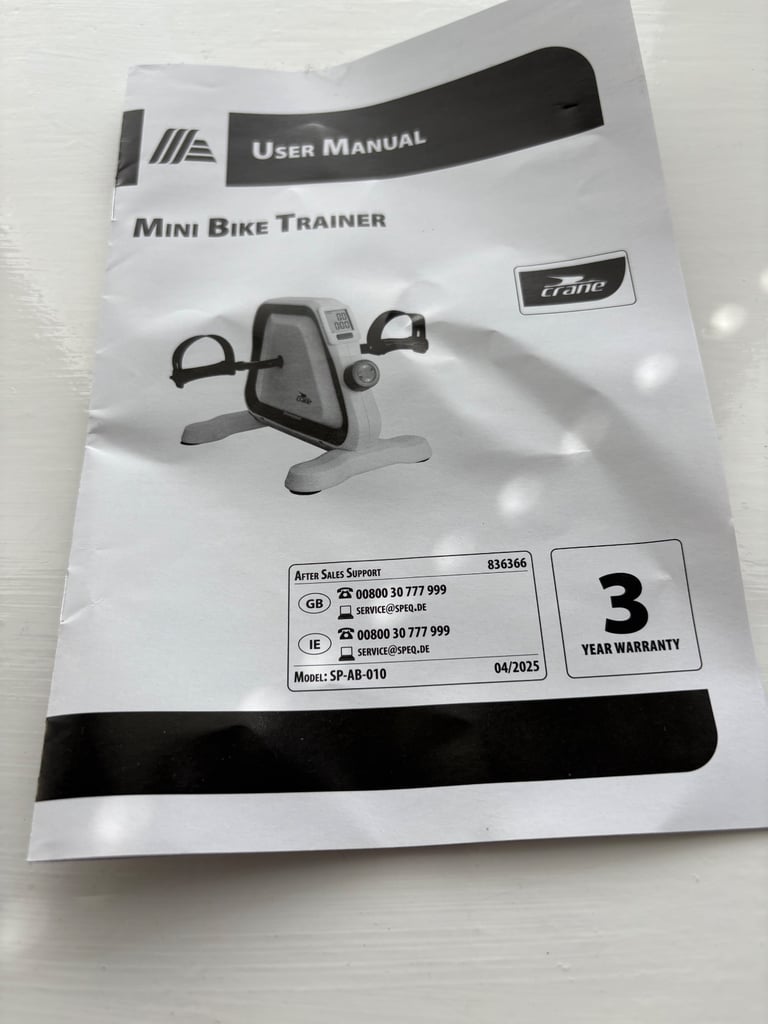 USER MANUAL
MINI BIKE TRAINER
crane
crane
AFTER SALES SUPPORT 836366
GB 00800 30 777 999
SERVICE@SPEQ.DE
IE 00800 30 777 999
SERVICE@SPEQ.DE
MODEL: SP-AB-010 04/2025
3
YEAR WARRANTY